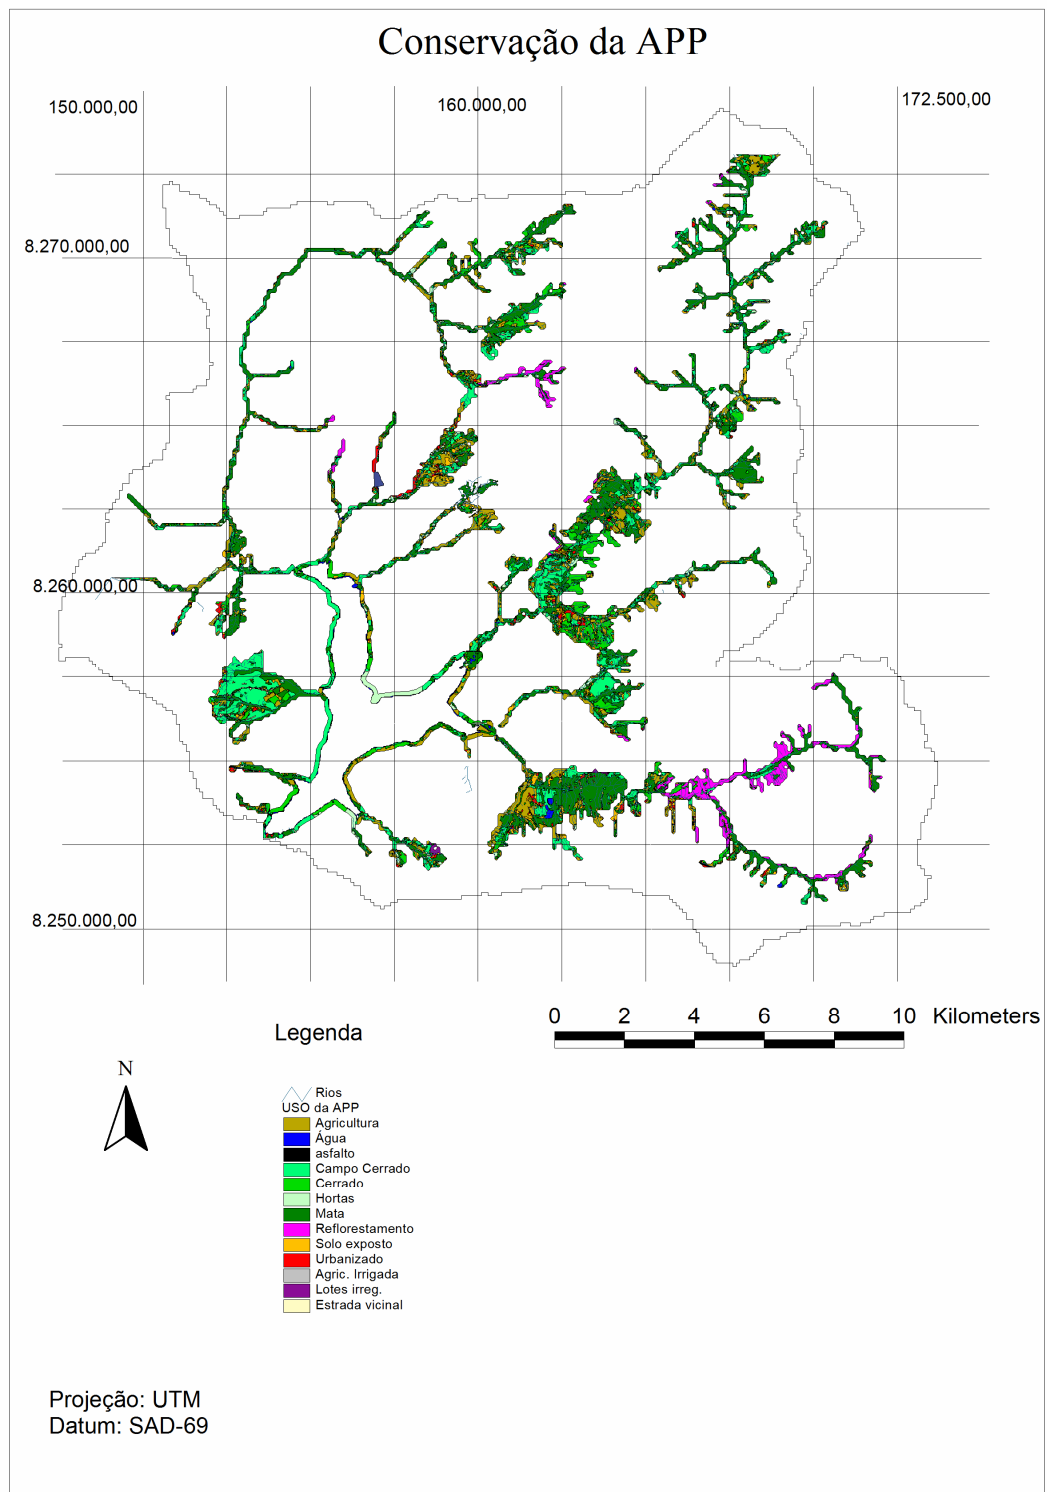 Conservação da APP
150.000,00
160.000,00
172.500,00
8.270.000,00
8.260.000,00
8.250.000,00
0 2 4 6 8 10 Kilometers
Legenda
N
Rios
USO da APP
Agricultura
Água
asfalto
Campo Cerrado
Cerrado
Hortas
Mata
Reflorestamento
Solo exposto
Urbanizado
Agric. Irrigada
Lotes irreg.
Estrada vicinal
Projeção: UTM
Datum: SAD-69